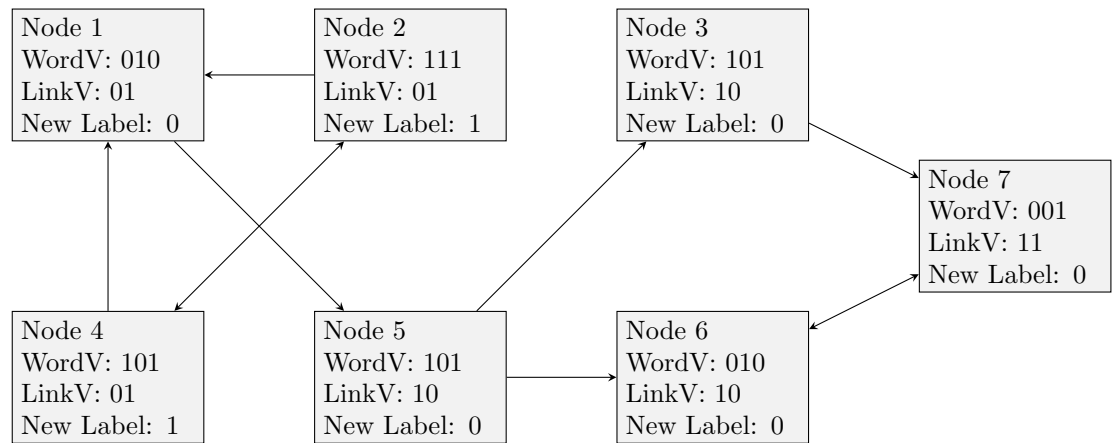 Node 1
WordV: 010
LinkV: 01
New Label: 0
Node 2
WordV: 111
LinkV: 01
New Label: 1
Node 3
WordV: 101
LinkV: 10
New Label: 0
Node 7
WordV: 001
LinkV: 11
New Label: 0
Node 4
WordV: 101
LinkV: 01
New Label: 1
Node 5
WordV: 101
LinkV: 10
New Label: 0
Node 6
WordV: 010
LinkV: 10
New Label: 0